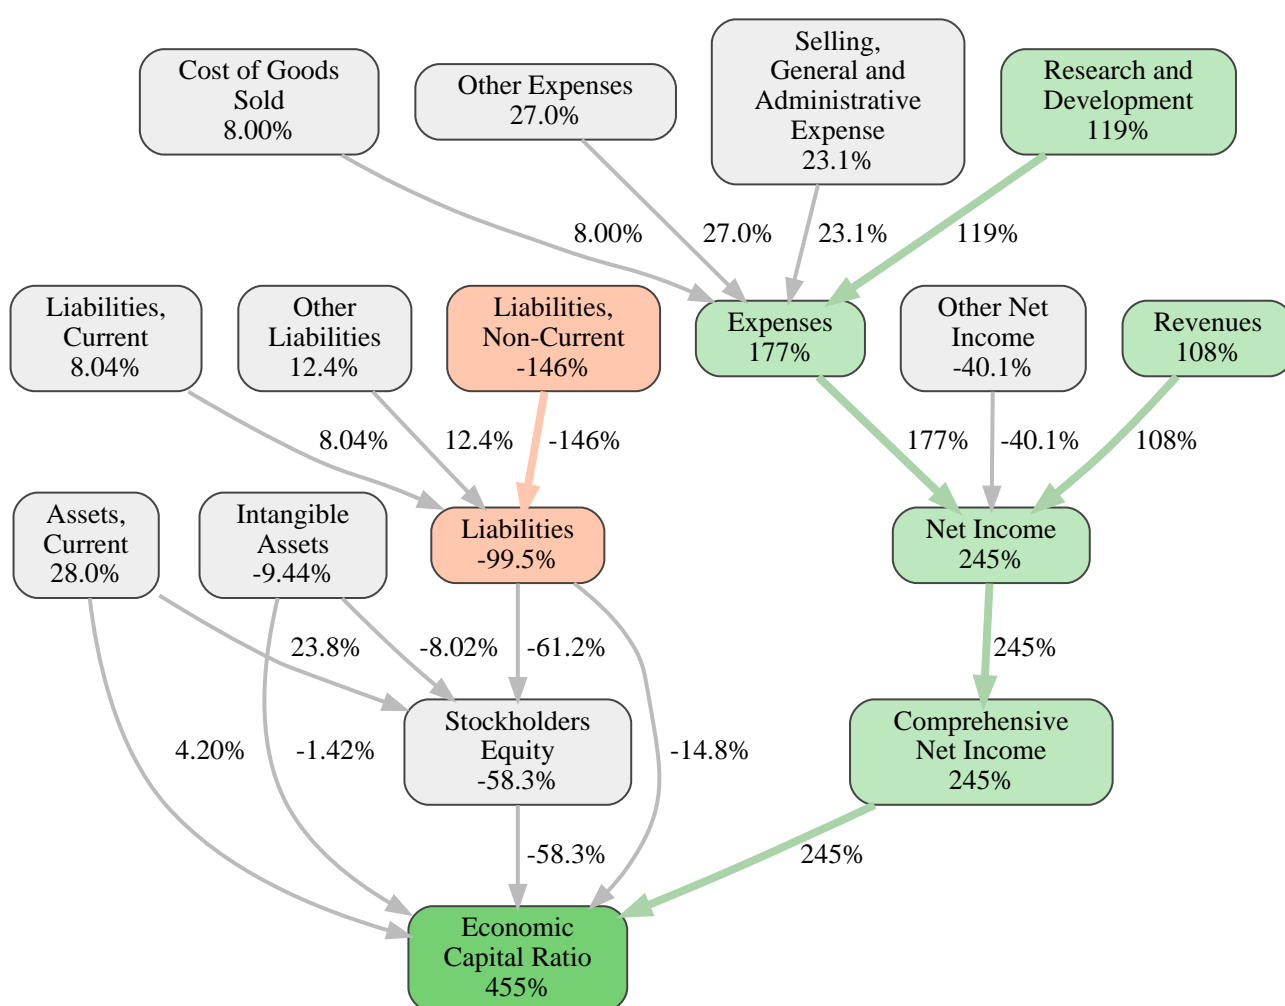 Cost of Goods
Sold
8.00%
Other Expenses
27.0%
Selling,
General and
Administrative
Expense
23.1%
Research and
Development
119%
8.00%
27.0%
23.1%
119%
Liabilities,
Current
8.04%
Other
Liabilities
12.4%
Liabilities,
Non-Current
-146%
Expenses
177%
Other Net
Income
-40.1%
Revenues
108%
8.04%
12.4%
-146%
177%
-40.1%
108%
Assets,
Current
28.0%
Intangible
Assets
-9.44%
Liabilities
-99.5%
Net Income
245%
23.8%
-8.02%
-61.2%
245%
Stockholders
Equity
-58.3%
Comprehensive
Net Income
245%
4.20%
-1.42%
-14.8%
-58.3%
245%
Economic
Capital Ratio
455%